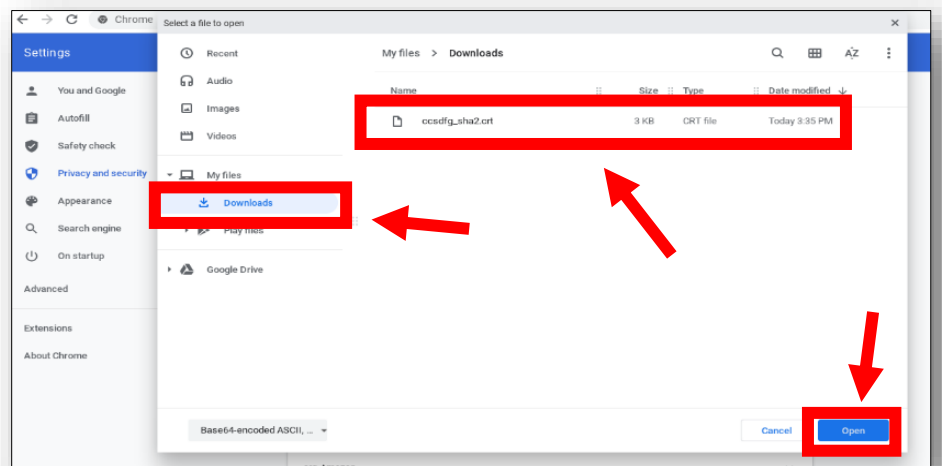 Chrome
Select a file to open
Settings
You and Google
Autofill
Safety check
Privacy and security
Appearance
Search engine
On startup
Advanced
Extensions
About Chrome
Recent
Audio
Images
Videos
My files
Downloads
Play files
Google Drive
My files > Downloads
AZ
Name Size Type Date modified
ccsdfg_sha2.crt 3 KB CRT file Today 3:35 PM
Base64-encoded ASCII, ...
Cancel
Open